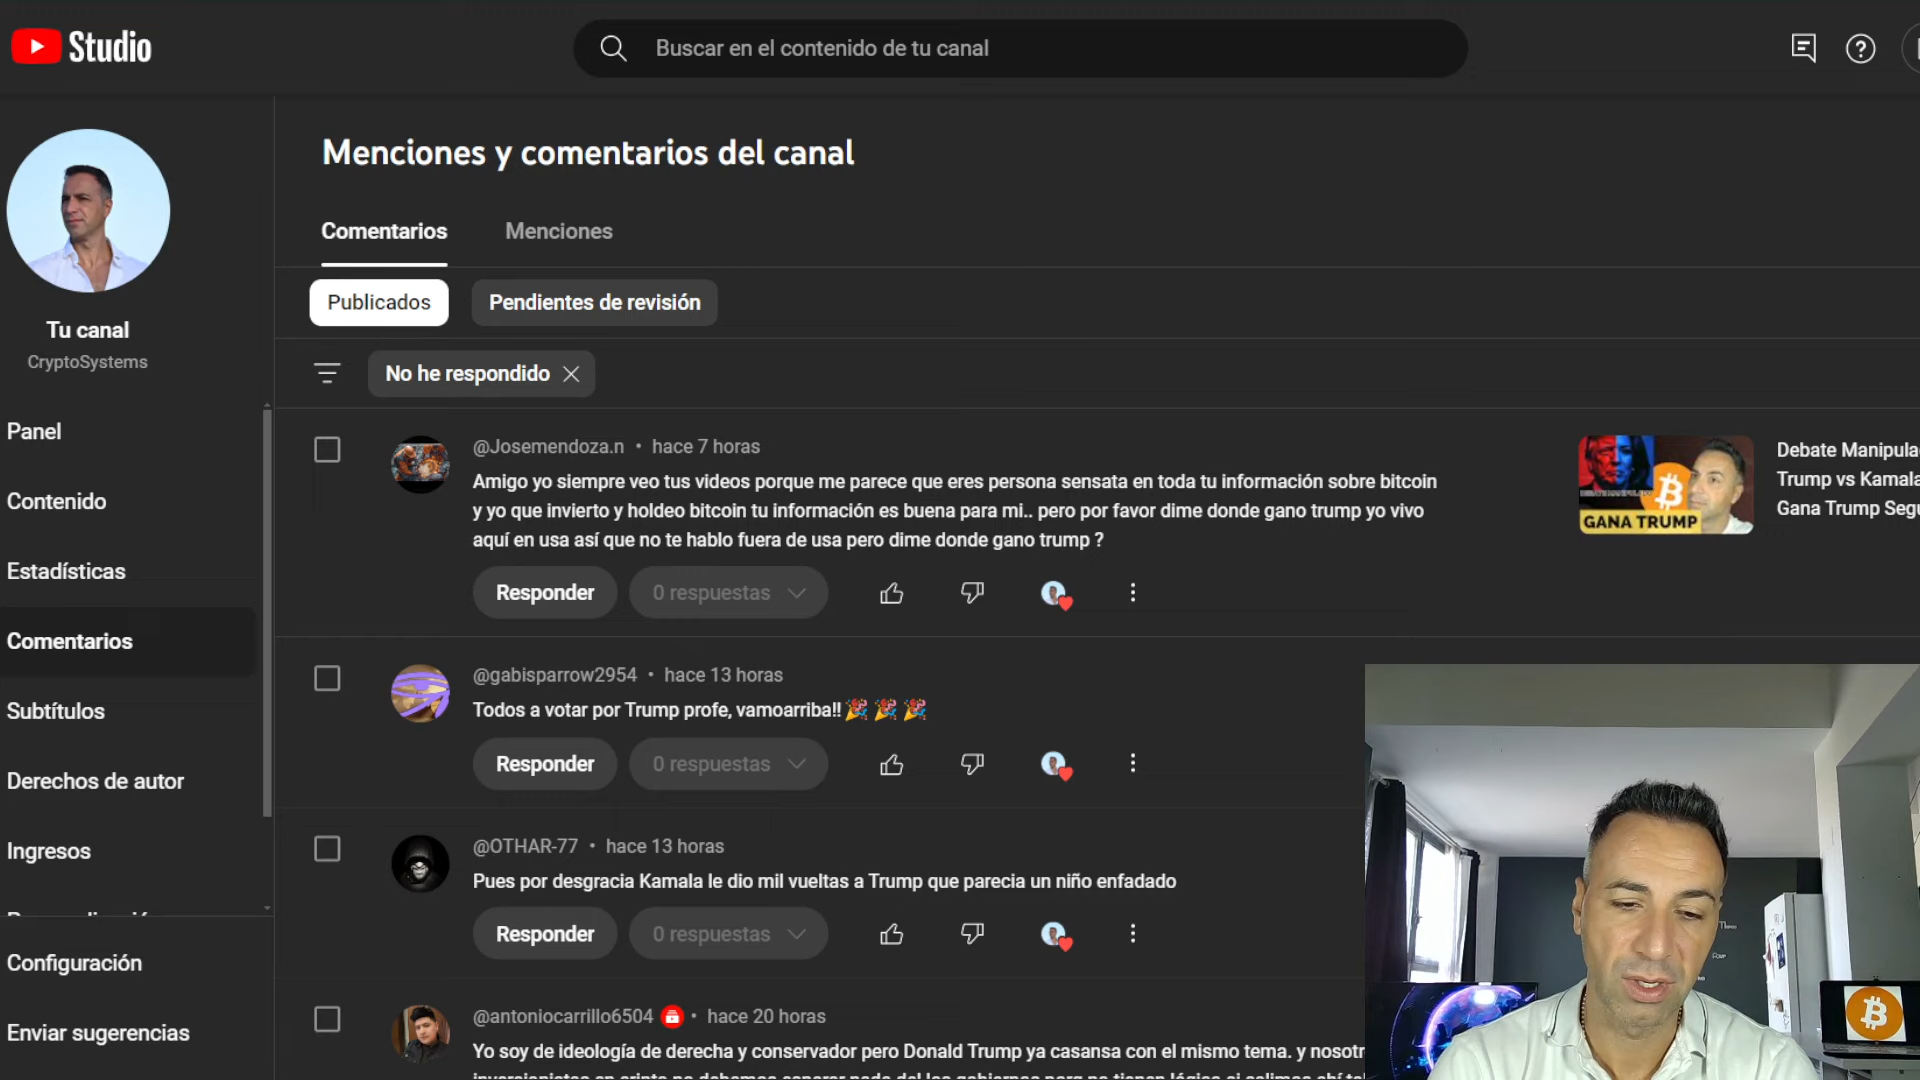 Studio
Buscar en el contenido de tu canal
Menciones y comentarios del canal
Comentarios
Menciones
Publicados
Pendientes de revisión
No he respondido
Tu canal
CryptoSystems
Panel
Contenido
Estadísticas
Comentarios
Subtítulos
Derechos de autor
Ingresos
Configuración
Enviar sugerencias
@Josemendoza.n • hace 7 horas
Amigo yo siempre veo tus videos porque me parece que eres persona sensata en toda tu información sobre bitcoin
y yo que invierto y holdeo bitcoin tu información es buena para mi.. pero por favor dime donde gano trump yo vivo
aquí en usa así que no te hablo fuera de usa pero dime donde gano trump ?
Responder
0 respuestas
GANA TRUMP
Debate Manipula
Trump vs Kamala
Gana Trump Segu
@gabisparrow2954 • hace 13 horas
Todos a votar por Trump profe, vamoarriba!!🎉🎉🎉
Responder
0 respuestas
@OTHAR-77 • hace 13 horas
Pues por desgracia Kamala le dio mil vueltas a Trump que parecia un niño enfadado
Responder
0 respuestas
@antoniocarrillo6504 • hace 20 horas
Yo soy de ideología de derecha y conservador pero Donald Trump ya casansa con el mismo tema. y nosotr